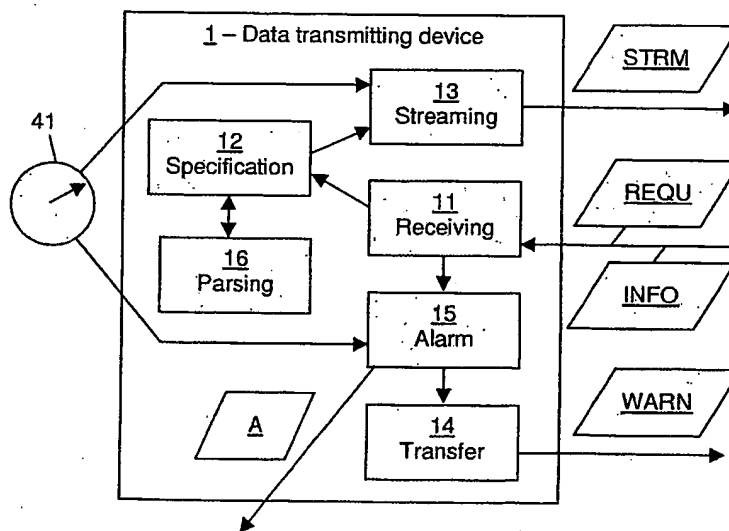 1 – Data transmitting device
STRM
13
Streaming
41
12
Specification
REQU
11
Receiving
16
Parsing
INFO
15
Alarm
A
WARN
14
Transfer